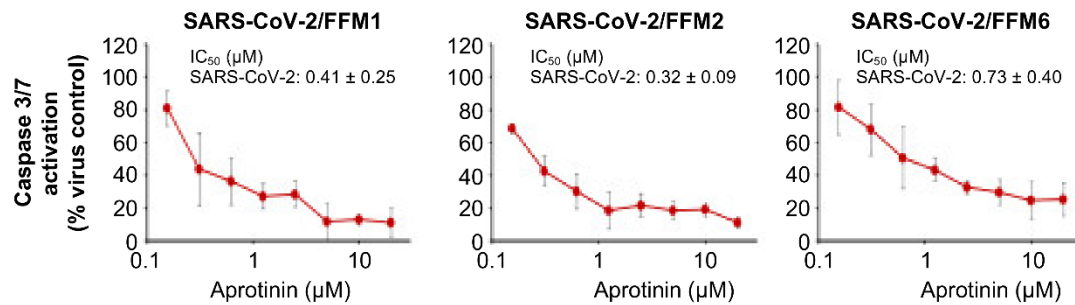 SARS-CoV-2/FFM1
SARS-CoV-2/FFM2
SARS-CoV-2/FFM6
Caspase 3/7
activation
(% virus control)
120
100
80
60
40
20
0
IC₅₀ (µM)
SARS-CoV-2: 0.41 ± 0.25
0.1
1
10
Aprotinin (µM)
120
100
80
60
40
20
0
IC₅₀ (µM)
SARS-CoV-2: 0.32 ± 0.09
0.1
1
10
Aprotinin (µM)
120
100
80
60
40
20
0
IC₅₀ (µM)
SARS-CoV-2: 0.73 ± 0.40
0.1
1
10
Aprotinin (µM)